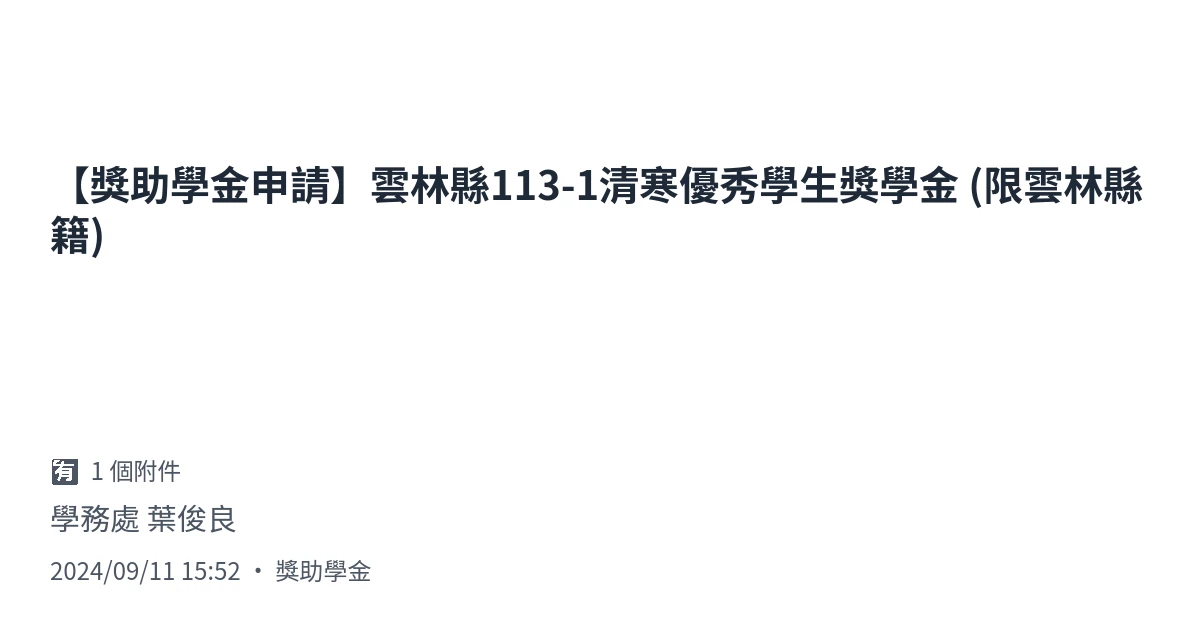 【獎助學金申請】雲林縣113-1清寒優秀學生獎學金 (限雲林縣
籍)
有 1 個附件
學務處 葉俊良
2024/09/11 15:52 • 獎助學金